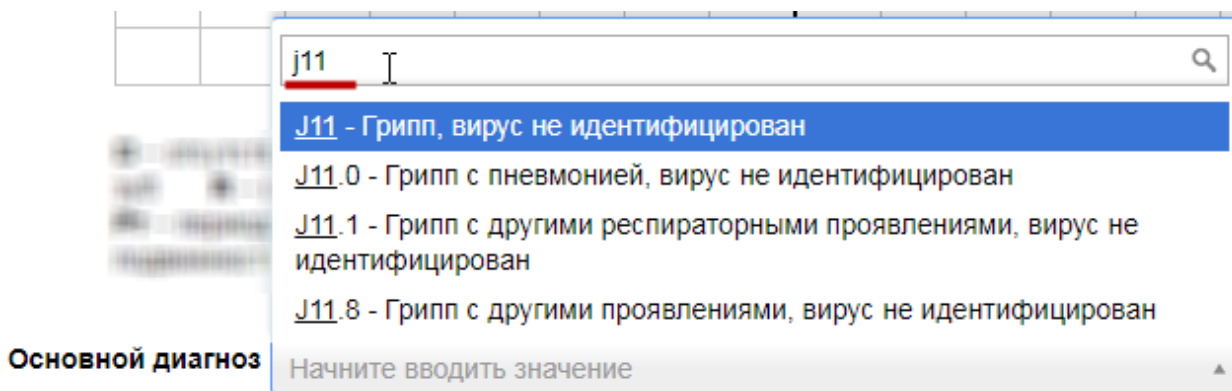 j11
J11 - Грипп, вирус не идентифицирован
J11.0 - Грипп с пневмонией, вирус не идентифицирован
J11.1 - Грипп с другими респираторными проявлениями, вирус не
идентифицирован
J11.8 - Грипп с другими проявлениями, вирус не идентифицирован
Основной диагноз Начните вводить значение